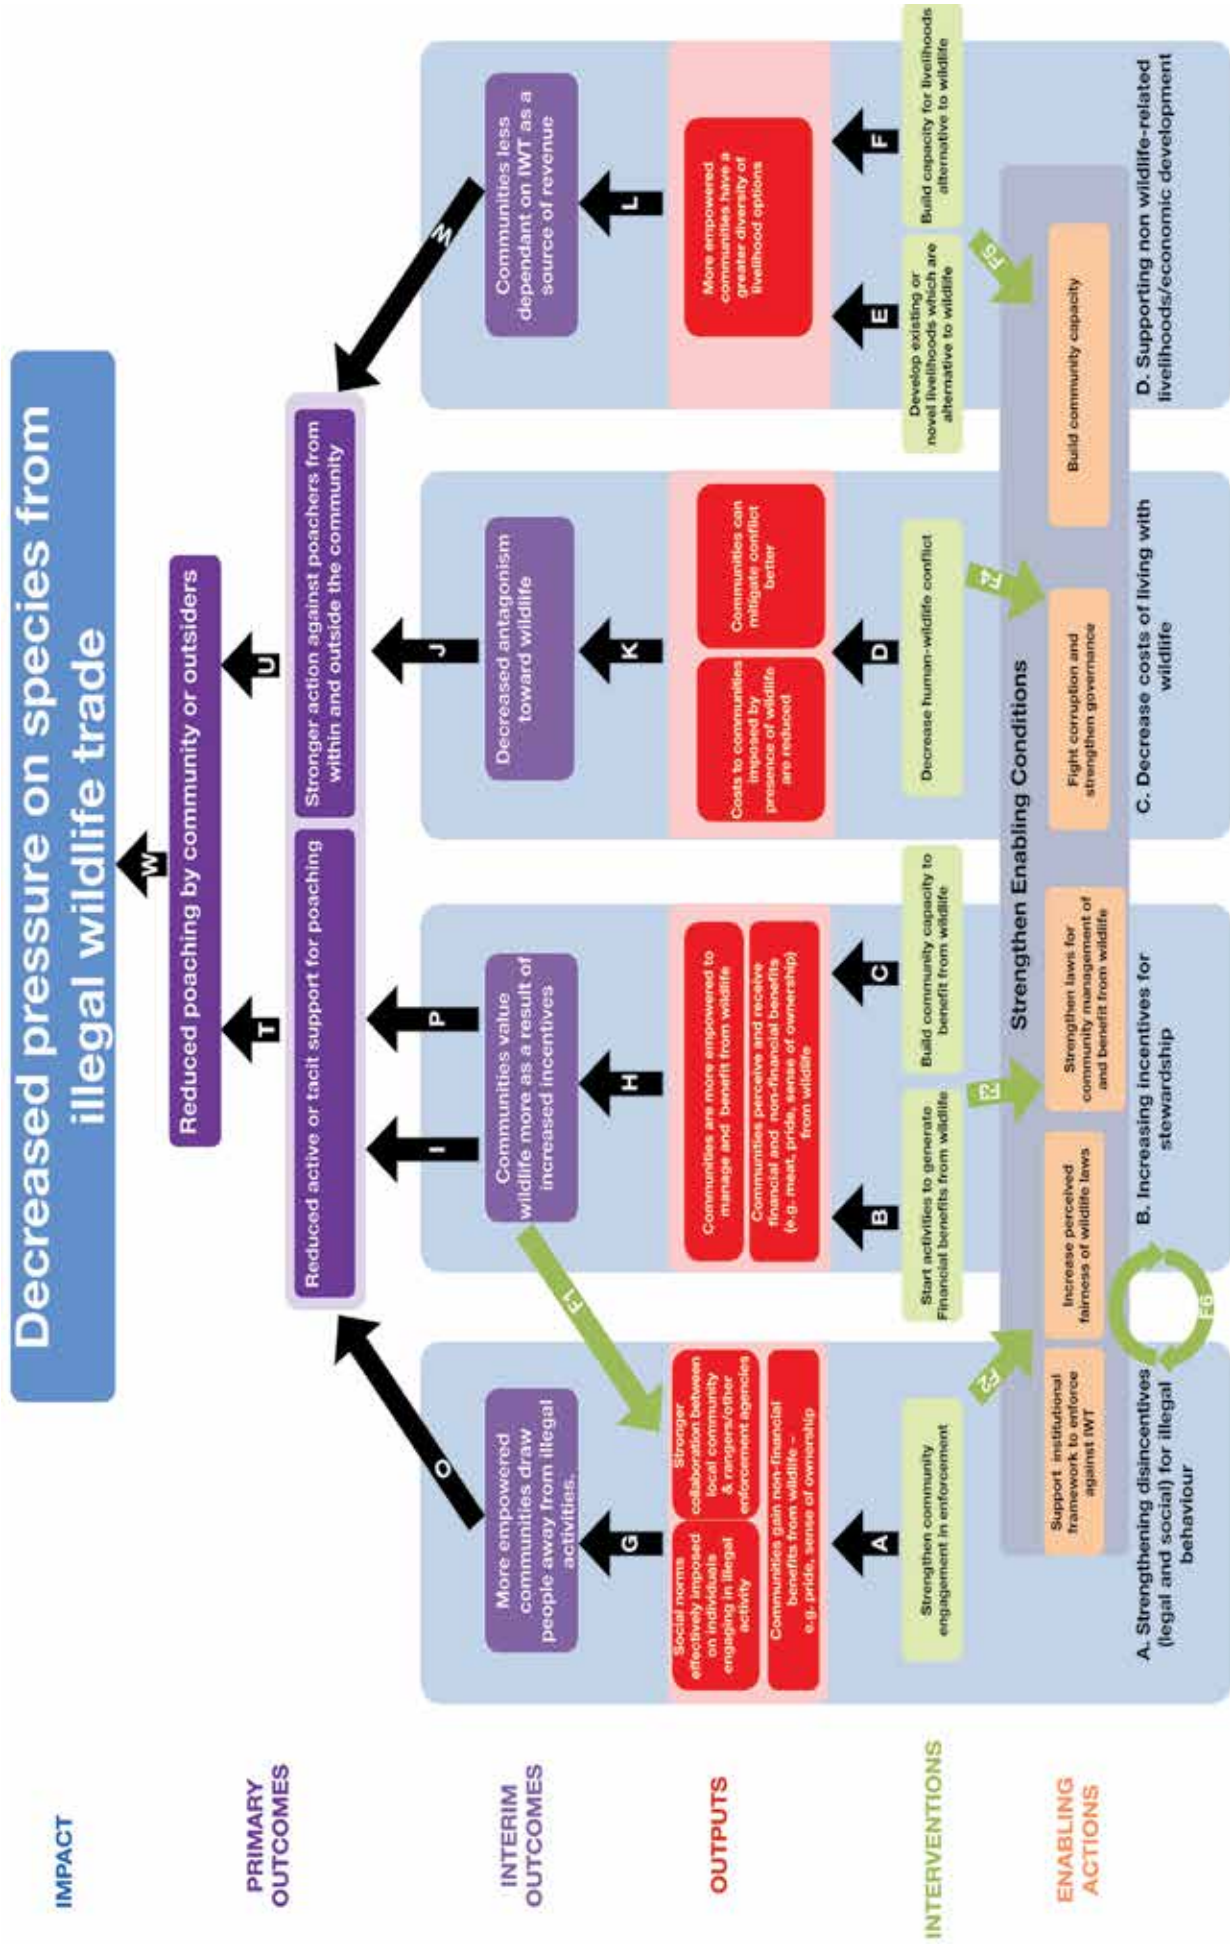 IMPACT
Decreased pressure on species from
illegal wildlife trade
W
PRIMARY
OUTCOMES
Reduced poaching by community or outsiders
T
U
Reduced active or tacit support for poaching
Stronger action against poachers from
within and outside the community
O
I
P
J
INTERIM
OUTCOMES
More empowered
communities draw
people away from illegal
activities.
Communities value
wildlife more as a result of
increased incentives
Decreased antagonism
toward wildlife
Communities less
dependant on IWT as a
source of revenue
F1
G
H
K
L
OUTPUTS
Social norms
effectively imposed
on individuals
engaging in illegal
activity
Stronger
collaboration between
local community
& rangers/other
enforcement agencies
Communities gain non-financial
benefits from wildlife –
e.g. pride, sense of ownership
Communities are more empowered to
manage and benefit from wildlife
Communities perceive and receive
financial and non-financial benefits
(e.g. meat, pride, sense of ownership)
from wildlife
Costs to communities
imposed by
presence of wildlife
are reduced
Communities can
mitigate conflict
better
More empowered
communities have a
greater diversity of
livelihood options
A
B
C
D
E
F
INTERVENTIONS
Strengthen community
engagement in enforcement
Start activities to generate
Financial benefits from wildlife
Build community capacity to
benefit from wildlife
Decrease human-wildlife conflict
Develop existing or
novel livelihoods which are
alternative to wildlife
Build capacity for livelihoods
alternative to wildlife
F2
F4
Strengthen Enabling Conditions
ENABLING
ACTIONS
Support institutional
framework to enforce
against IWT
Increase perceived
fairness of wildlife laws
Strengthen laws for
community management of
and benefit from wildlife
Fight corruption and
strengthen governance
Build community capacity
A. Strengthening disincentives
(legal and social) for illegal
behaviour
B. Increasing incentives for
stewardship
C. Decrease costs of living with
wildlife
D. Supporting non wildlife-related
livelihoods/economic development